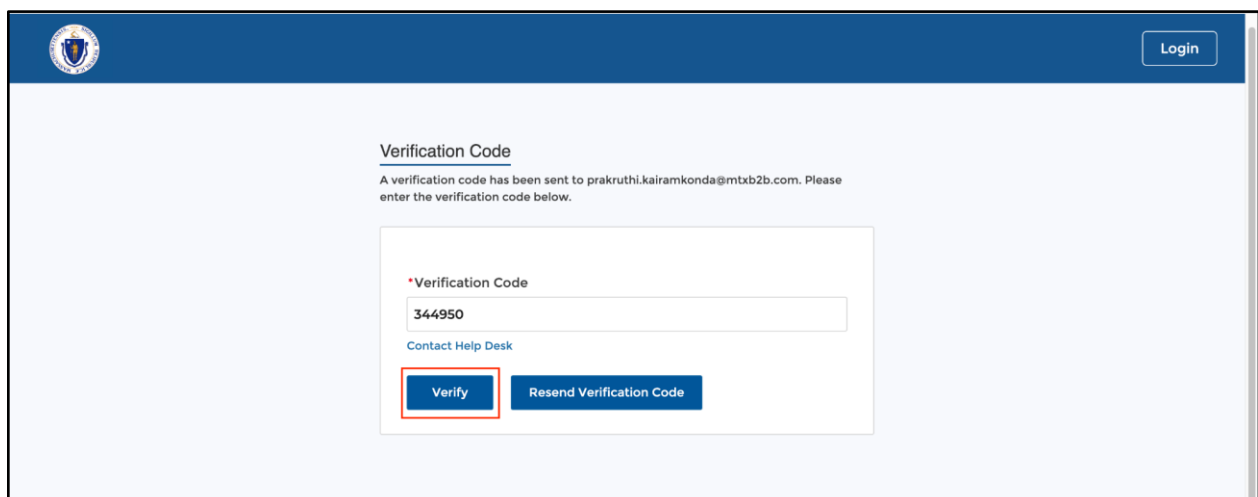 Login
Verification Code
A verification code has been sent to prakruthi.kairamkonda@mtxb2b.com. Please
enter the verification code below.
*Verification Code
344950
Contact Help Desk
Verify Resend Verification Code